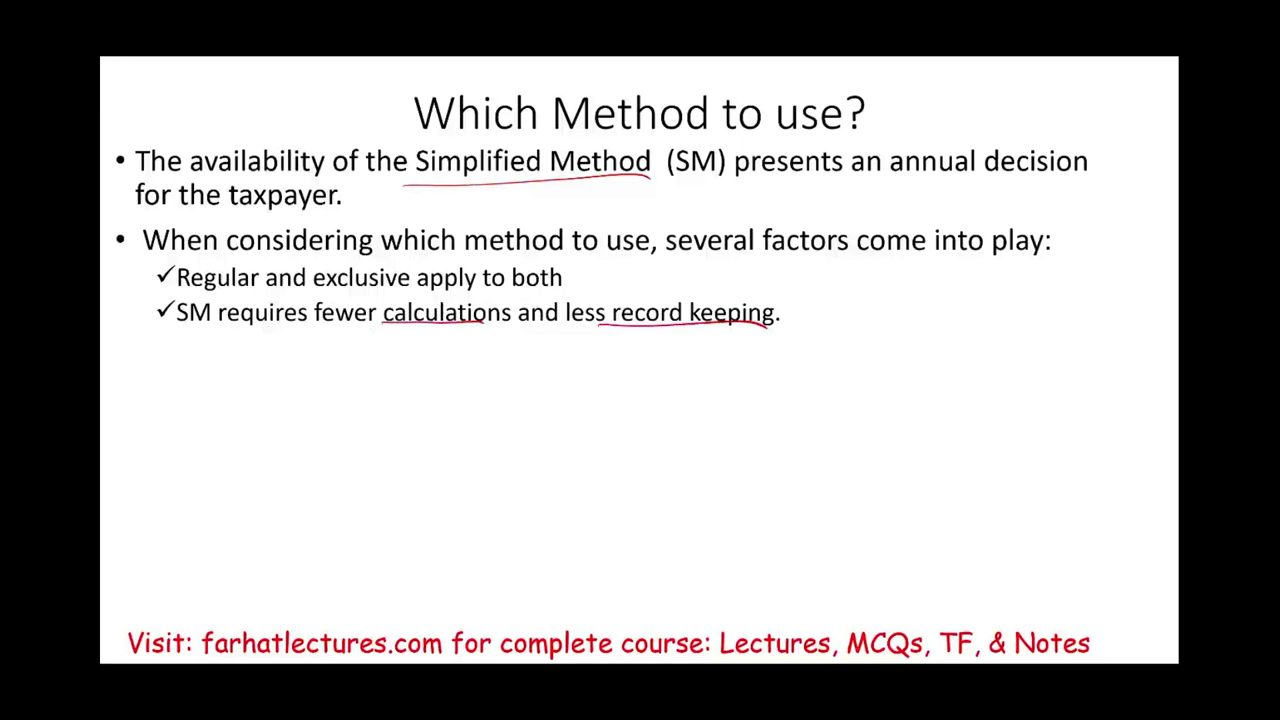 Which Method to use?
• The availability of the Simplified Method (SM) presents an annual decision
for the taxpayer.
• When considering which method to use, several factors come into play:
✓Regular and exclusive apply to both
✓SM requires fewer calculations and less record keeping.
Visit: farhatlectures.com for complete course: Lectures, MCQs, TF, & Notes